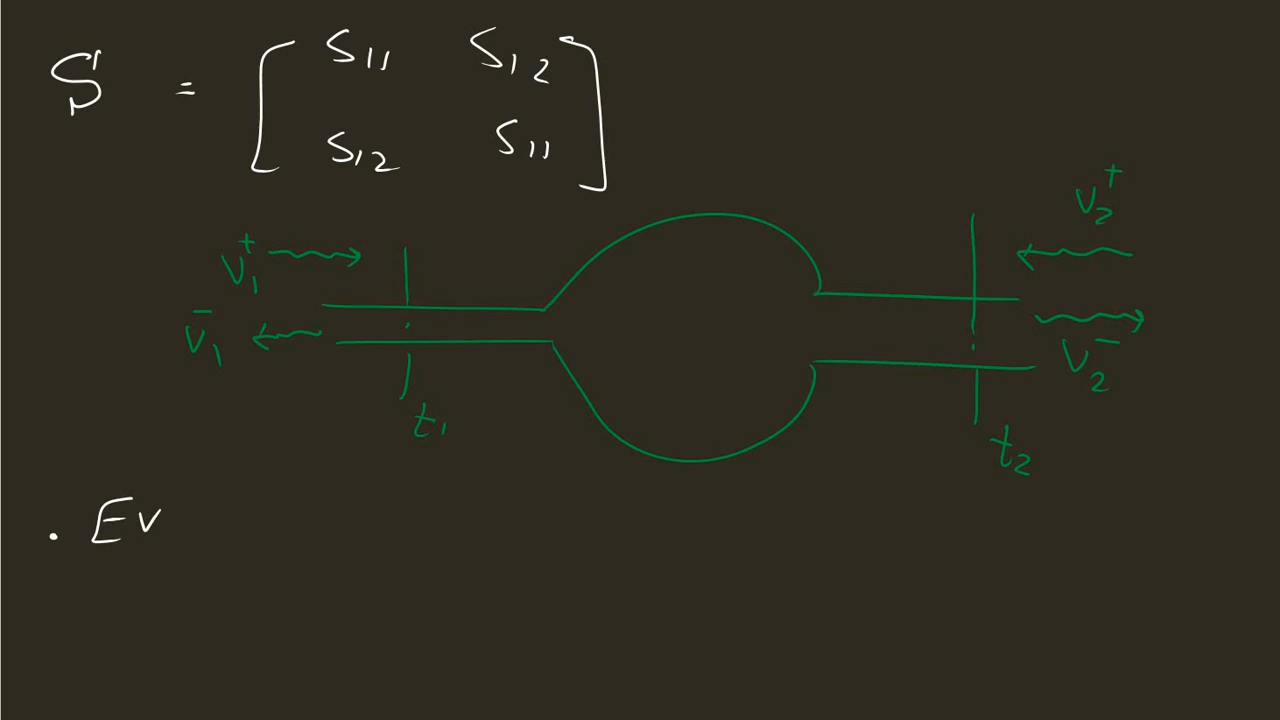 S = [ S11 S12
S12 S11 ]
V1+
V2+
V1-
V2-
t1
t2
. Ev